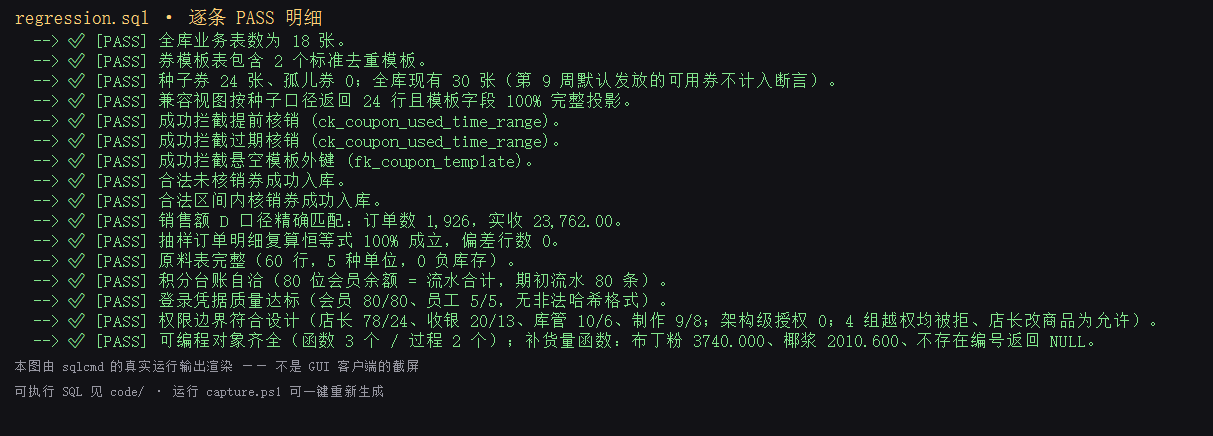 regression.sql · 逐条 PASS 明细
--> ✓ [PASS] 全库业务表数为 18 张。
--> ✓ [PASS] 券模板表包含 2 个标准去重模板。
--> ✓ [PASS] 种子券 24 张、孤儿券 0；全库现有 30 张（第 9 周默认发放的可用券不计入断言）。
--> ✓ [PASS] 兼容视图按种子口径返回 24 行且模板字段 100% 完整投影。
--> ✓ [PASS] 成功拦截提前核销 (ck_coupon_used_time_range)。
--> ✓ [PASS] 成功拦截过期核销 (ck_coupon_used_time_range)。
--> ✓ [PASS] 成功拦截悬空模板外键 (fk_coupon_template)。
--> ✓ [PASS] 合法未核销券成功入库。
--> ✓ [PASS] 合法区间内核销券成功入库。
--> ✓ [PASS] 销售额 D 口径精确匹配：订单数 1,926，实收 23,762.00。
--> ✓ [PASS] 抽样订单明细复算恒等式 100% 成立，偏差行数 0。
--> ✓ [PASS] 原料表完整（60 行，5 种单位，0 负库存）。
--> ✓ [PASS] 积分台账自洽（80 位会员余额 = 流水合计，期初流水 80 条）。
--> ✓ [PASS] 登录凭据质量达标（会员 80/80、员工 5/5，无非法哈希格式）。
--> ✓ [PASS] 权限边界符合设计（店长 78/24、收银 20/13、库管 10/6、制作 9/8；架构级授权 0；4 组越权均被拒、店长改商品为允许）。
--> ✓ [PASS] 可编程对象齐全（函数 3 个 / 过程 2 个）；补货量函数：布丁粉 3740.000、椰浆 2010.600、不存在编号返回 NULL。
本图由 sqlcmd 的真实运行输出渲染 —— 不是 GUI 客户端的截屏
可执行 SQL 见 code/ · 运行 capture.ps1 可一键重新生成